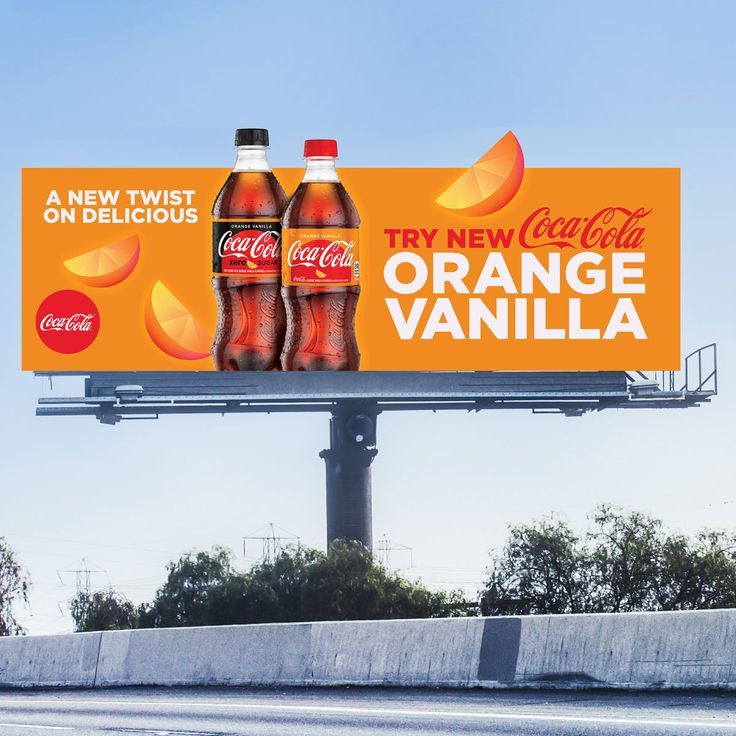 A NEW TWIST
ON DELICIOUS
Coca-Cola
ORANGE VANILLA
Coca-Cola
zero SUGAR
ORANGE VANILLA
Coca-Cola
TRY NEW Coca-Cola
ORANGE
VANILLA